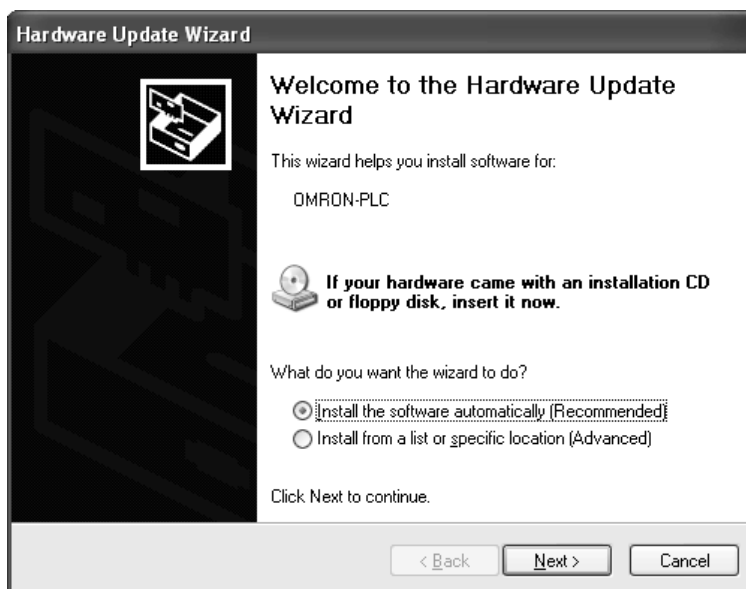 Hardware Update Wizard
Welcome to the Hardware Update
Wizard
This wizard helps you install software for:
OMRON-PLC
If your hardware came with an installation CD
or floppy disk, insert it now.
What do you want the wizard to do?
Install the software automatically (Recommended)
Install from a list or specific location (Advanced)
Click Next to continue.
< Back Next > Cancel